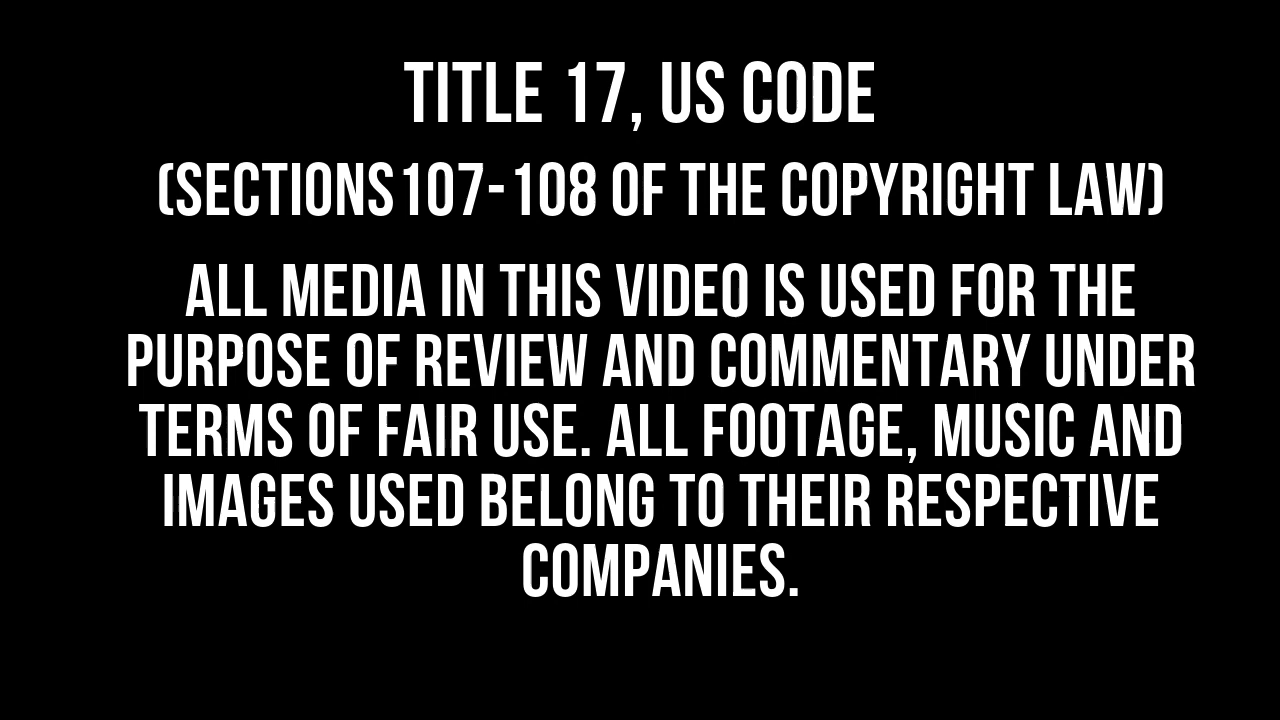 TITLE 17, US CODE
(SECTIONS107-108 OF THE COPYRIGHT LAW)
ALL MEDIA IN THIS VIDEO IS USED FOR THE
PURPOSE OF REVIEW AND COMMENTARY UNDER
TERMS OF FAIR USE. ALL FOOTAGE, MUSIC AND
IMAGES USED BELONG TO THEIR RESPECTIVE
COMPANIES.